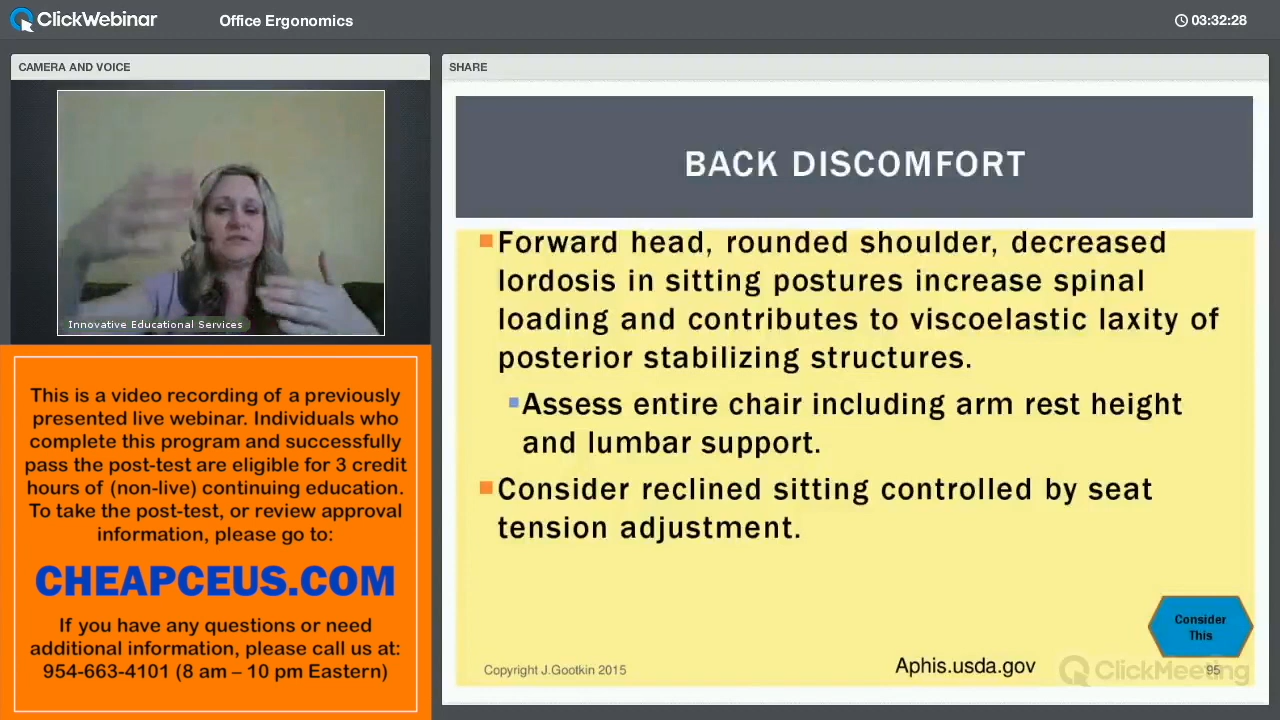 ClickWebinar
Office Ergonomics
03:32:28
CAMERA AND VOICE
Innovative Educational Services
This is a video recording of a previously
presented live webinar. Individuals who
complete this program and successfully
pass the post-test are eligible for 3 credit
hours of (non-live) continuing education.
To take the post-test, or review approval
information, please go to:
CHEAPCEUS.COM
If you have any questions or need
additional information, please call us at:
954-663-4101 (8 am – 10 pm Eastern)
SHARE
BACK DISCOMFORT
Forward head, rounded shoulder, decreased
lordosis in sitting postures increase spinal
loading and contributes to viscoelastic laxity of
posterior stabilizing structures.
Assess entire chair including arm rest height
and lumbar support.
Consider reclined sitting controlled by seat
tension adjustment.
Consider
This
Copyright J.Gootkin 2015
Aphis.usda.gov
95
ClickMeeting